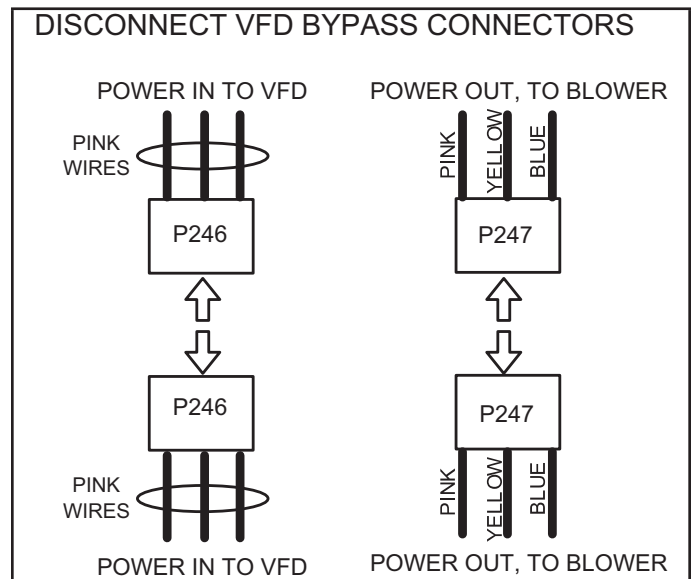 DISCONNECT VFD BYPASS CONNECTORS
POWER IN TO VFD
POWER OUT, TO BLOWER
PINK
WIRES
PINK
YELLOW
BLUE
P246
P247
P246
P247
PINK
WIRES
PINK
YELLOW
BLUE
POWER IN TO VFD
POWER OUT, TO BLOWER